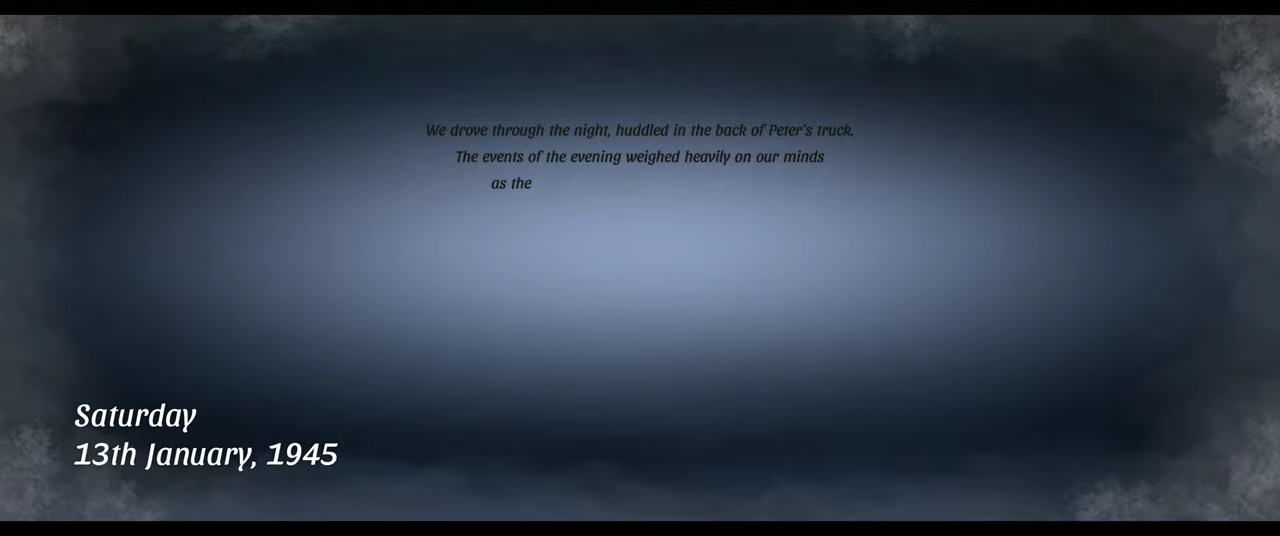 We drove through the night, huddled in the back of Peter's truck.
The events of the evening weighed heavily on our minds
as the
Saturday
13th January, 1945